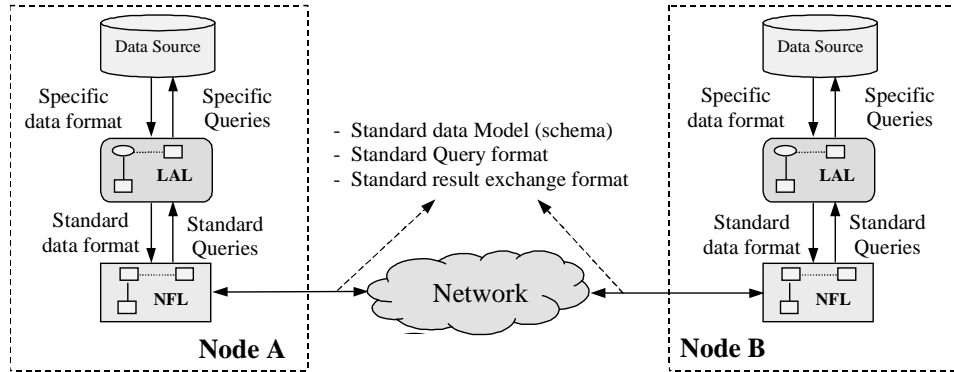 Data Source
Specific
data format
Specific
Queries
LAL
Standard
data format
Standard
Queries
NFL
Node A
- Standard data Model (schema)
- Standard Query format
- Standard result exchange format
Network
Data Source
Specific
data format
Specific
Queries
LAL
Standard
data format
Standard
Queries
NFL
Node B